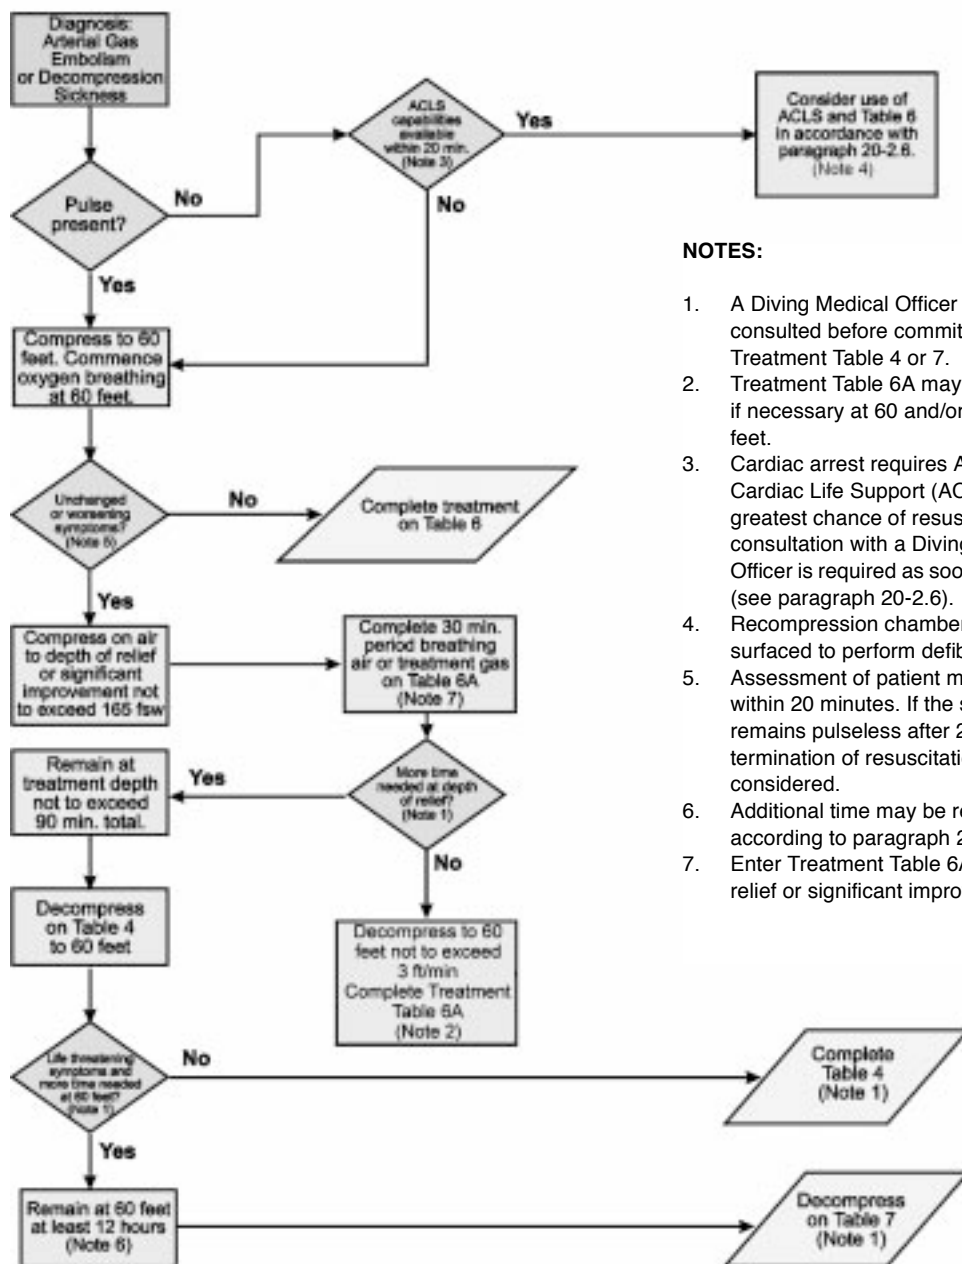 Diagnosis:
Arterial Gas
Embolism
or Decompression
Sickness
Pulse
present?
No
Yes
ACLS
capabilities
available
within 20 min.
(Note 3)
Yes
No
Consider use of
ACLS and Table 6
in accordance with
paragraph 20-2.6.
(Note 4)
Compress to 60
feet. Commence
oxygen breathing
at 60 feet.
Unchanged
or worsening
symptoms?
(Note 5)
No
Yes
Complete treatment
on Table 6
Compress on air
to depth of relief
or significant
improvement not
to exceed 165 fsw
Complete 30 min.
period breathing
air or treatment gas
on Table 6A
(Note 7)
More time
needed at depth
of relief?
(Note 1)
Yes
No
Remain at
treatment depth
not to exceed
90 min. total.
Decompress to 60
feet not to exceed
3 ft/min
Complete Treatment
Table 6A
(Note 2)
Decompress
on Table 4
to 60 feet
Life threatening
symptoms and
more time needed
at 60 feet?
(Note 1)
No
Yes
Complete
Table 4
(Note 1)
Remain at 60 feet
at least 12 hours
(Note 6)
Decompress
on Table 7
(Note 1)
NOTES:
1. A Diving Medical Officer
consulted before commit
Treatment Table 4 or 7.
2. Treatment Table 6A may
if necessary at 60 and/or
feet.
3. Cardiac arrest requires A
Cardiac Life Support (AC
greatest chance of resus
consultation with a Diving
Officer is required as soo
(see paragraph 20-2.6).
4. Recompression chamber
surfaced to perform defib
5. Assessment of patient m
within 20 minutes. If the s
remains pulseless after 2
termination of resuscitati
considered.
6. Additional time may be re
according to paragraph 2
7. Enter Treatment Table 6A
relief or significant impro